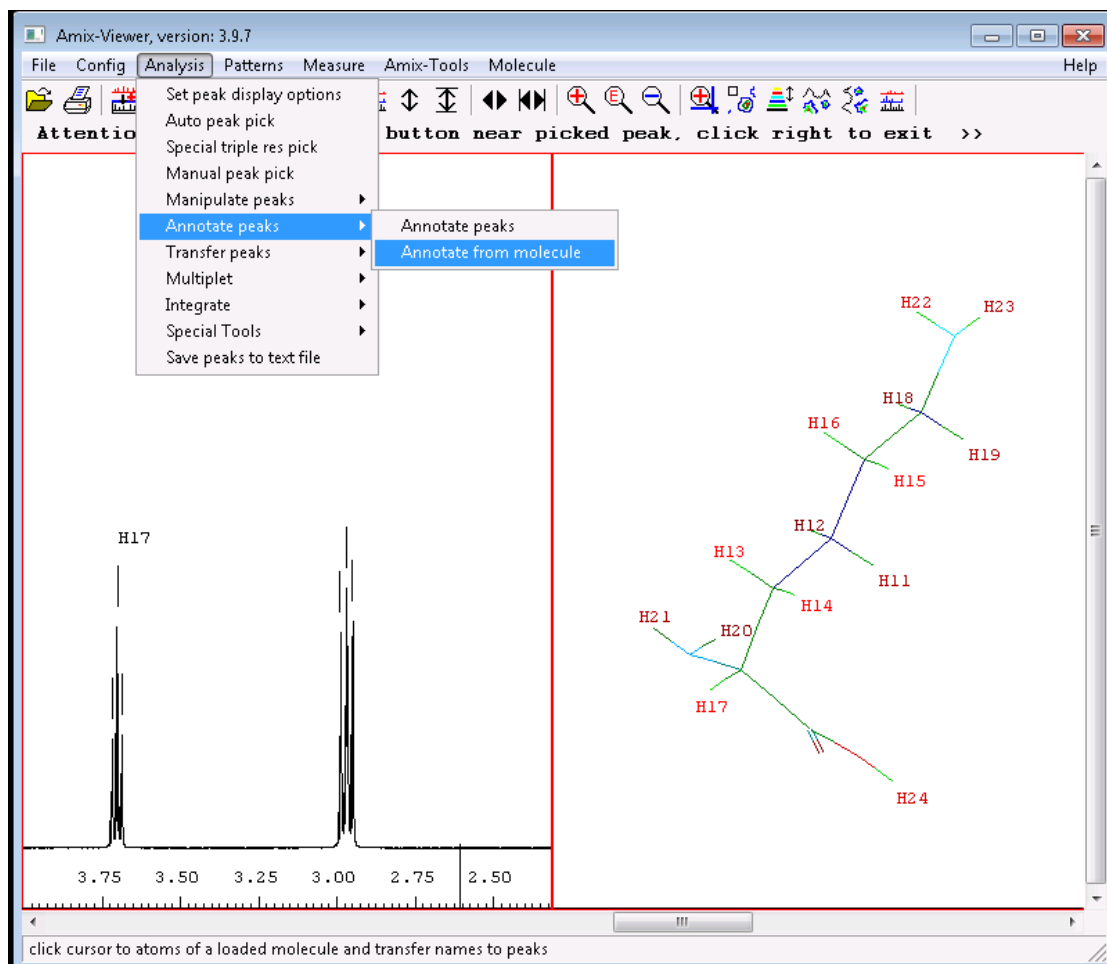 Amix-Viewer, version: 3.9.7
File Config Analysis Patterns Measure Amix-Tools Molecule Help
Attentio button near picked peak, click right to exit >>
Set peak display options
Auto peak pick
Special triple res pick
Manual peak pick
Manipulate peaks
Annotate peaks
Transfer peaks
Multiplet
Integrate
Special Tools
Save peaks to text file
Annotate peaks
Annotate from molecule
H22 H23
H18
H16
H19
H15
H17
H12
H13
H11
H14
H21
H20
H17
H24
3.75 3.50 3.25 3.00 2.75 2.50
click cursor to atoms of a loaded molecule and transfer names to peaks